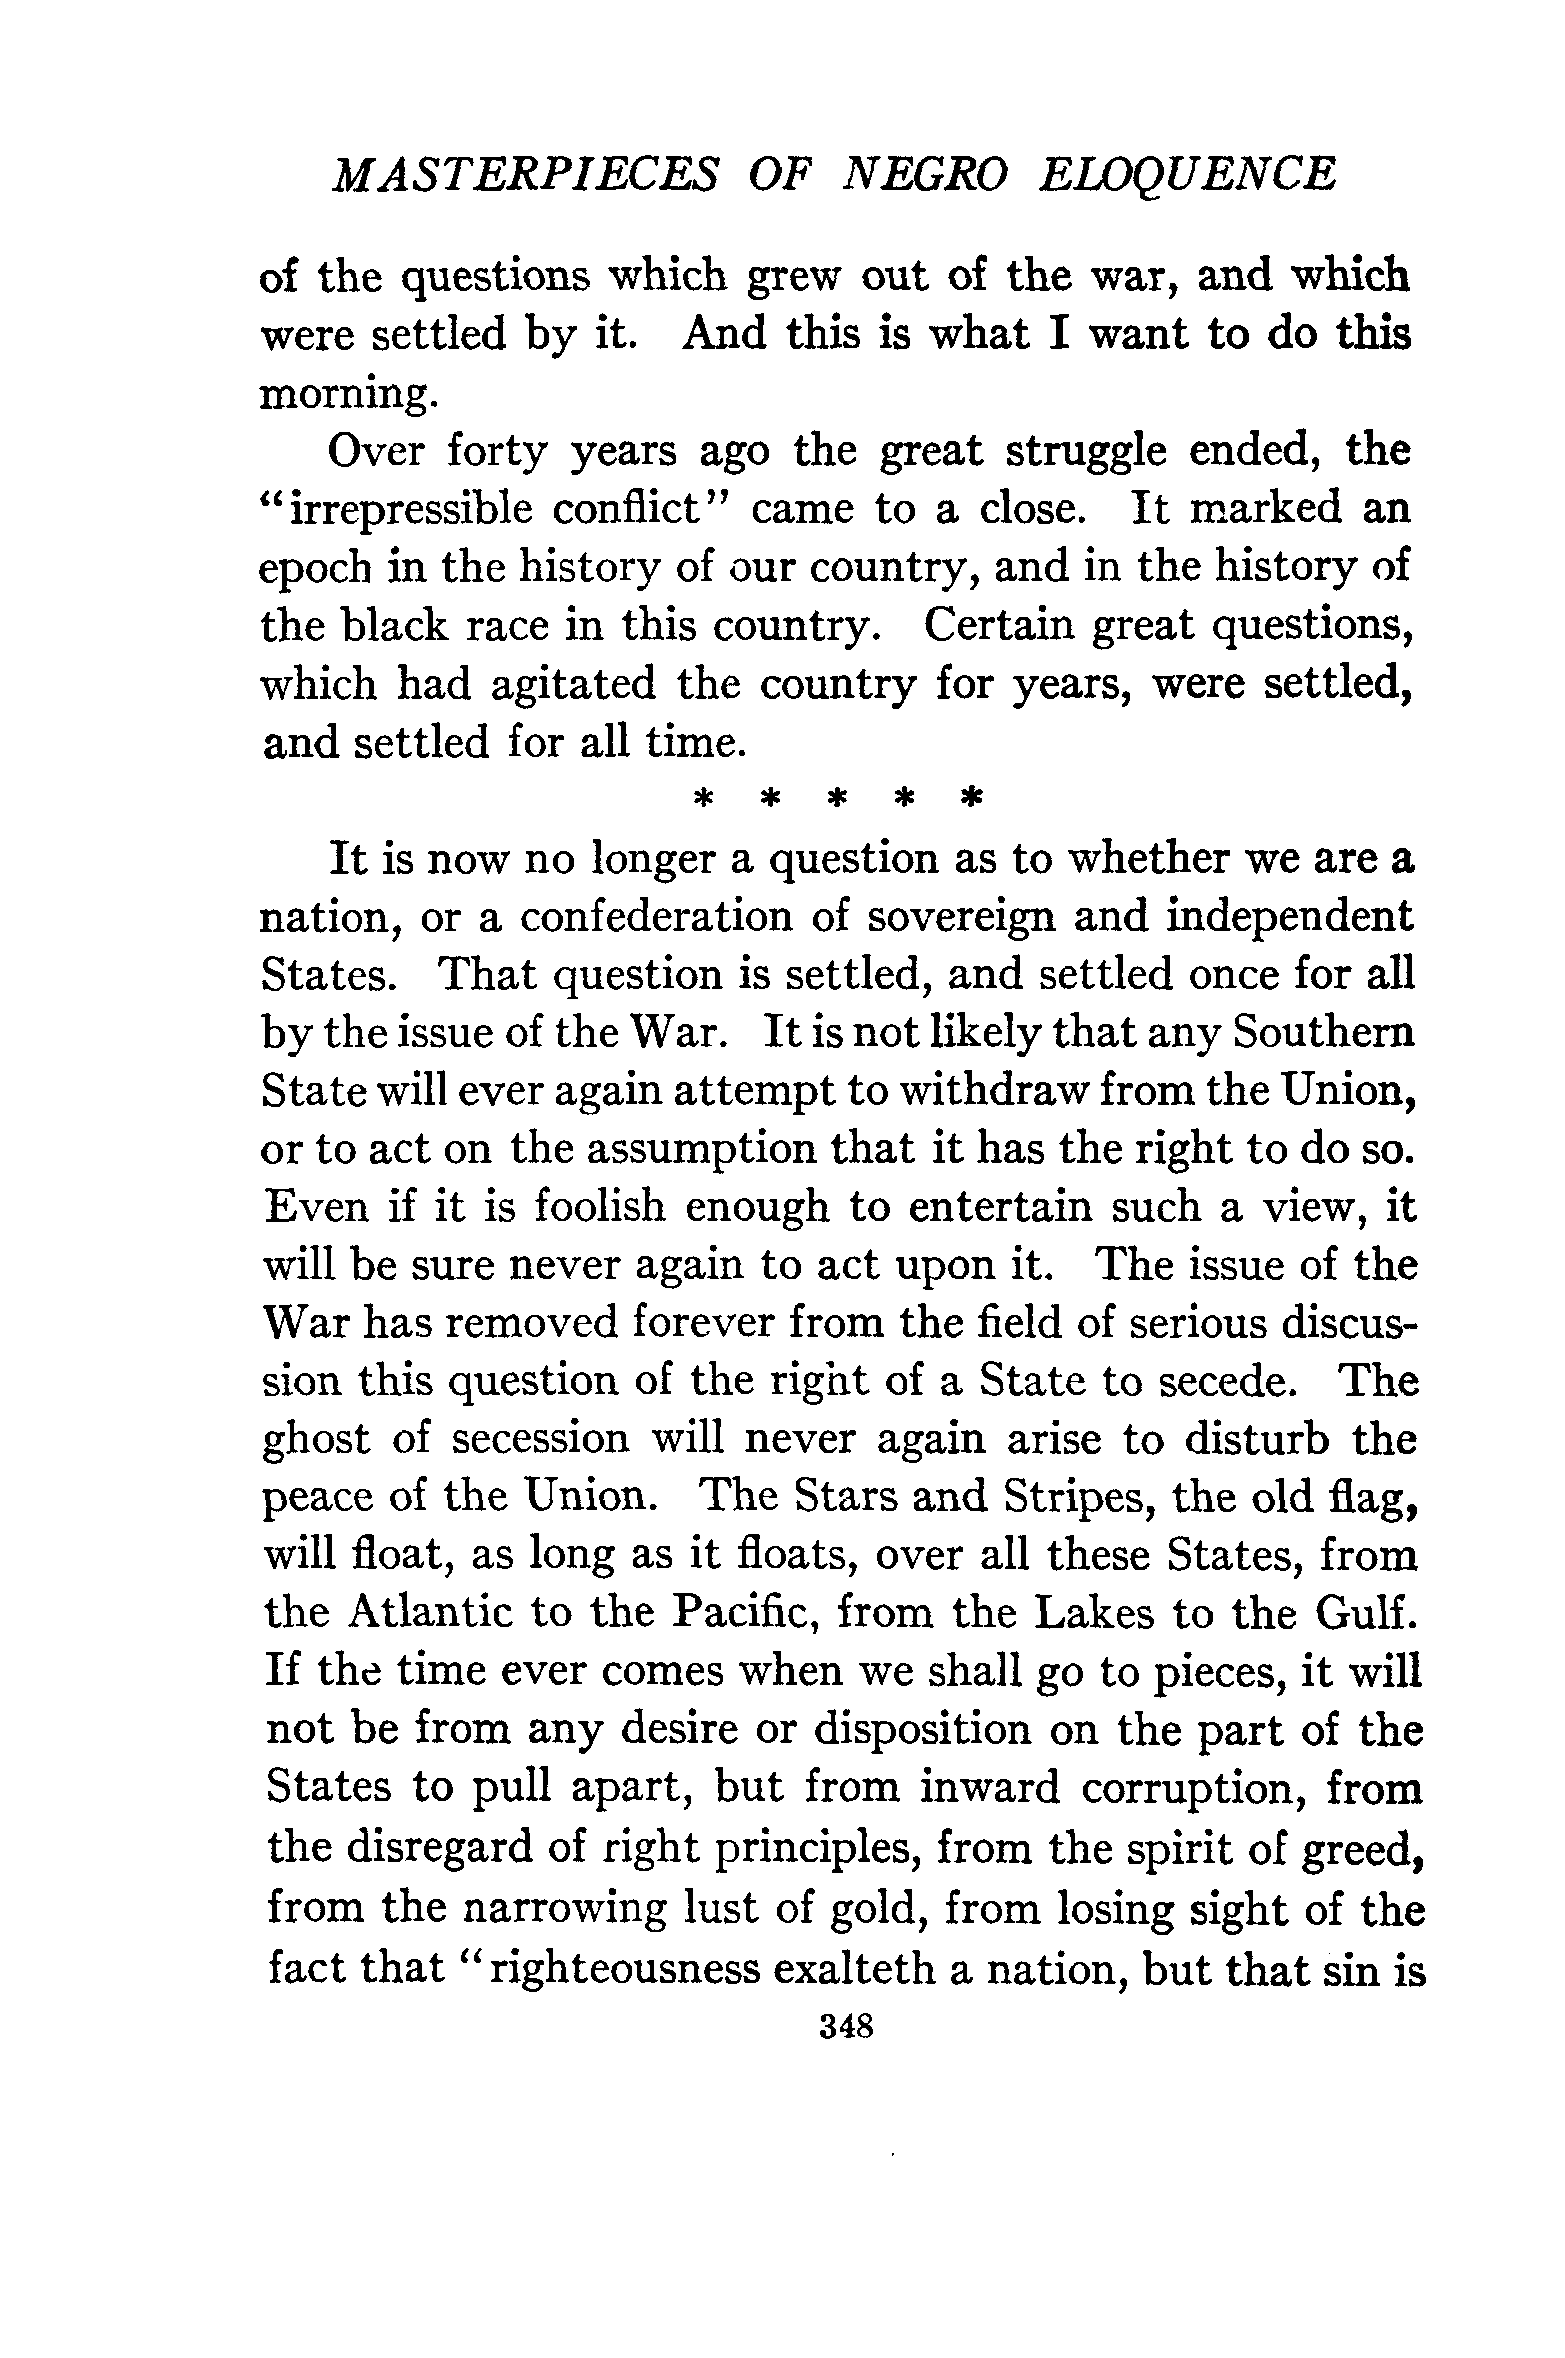 MASTERPIECES OF NEGRO ELOQUENCE
of the questions which grew out of the war, and which
were settled by it. And this is what I want to do this
morning.
Over forty years ago the great struggle ended, the
“irrepressible conflict” came to a close. It marked an
epoch in the history of our country, and in the history of
the black race in this country. Certain great questions,
which had agitated the country for years, were settled,
and settled for all time.
* * * * *
It is now no longer a question as to whether we are a
nation, or a confederation of sovereign and independent
States. That question is settled, and settled once for all
by the issue of the War. It is not likely that any Southern
State will ever again attempt to withdraw from the Union,
or to act on the assumption that it has the right to do so.
Even if it is foolish enough to entertain such a view, it
will be sure never again to act upon it. The issue of the
War has removed forever from the field of serious discus-
sion this question of the right of a State to secede. The
ghost of secession will never again arise to disturb the
peace of the Union. The Stars and Stripes, the old flag,
will float, as long as it floats, over all these States, from
the Atlantic to the Pacific, from the Lakes to the Gulf.
If the time ever comes when we shall go to pieces, it will
not be from any desire or disposition on the part of the
States to pull apart, but from inward corruption, from
the disregard of right principles, from the spirit of greed,
from the narrowing lust of gold, from losing sight of the
fact that “righteousness exalteth a nation, but that sin is
348